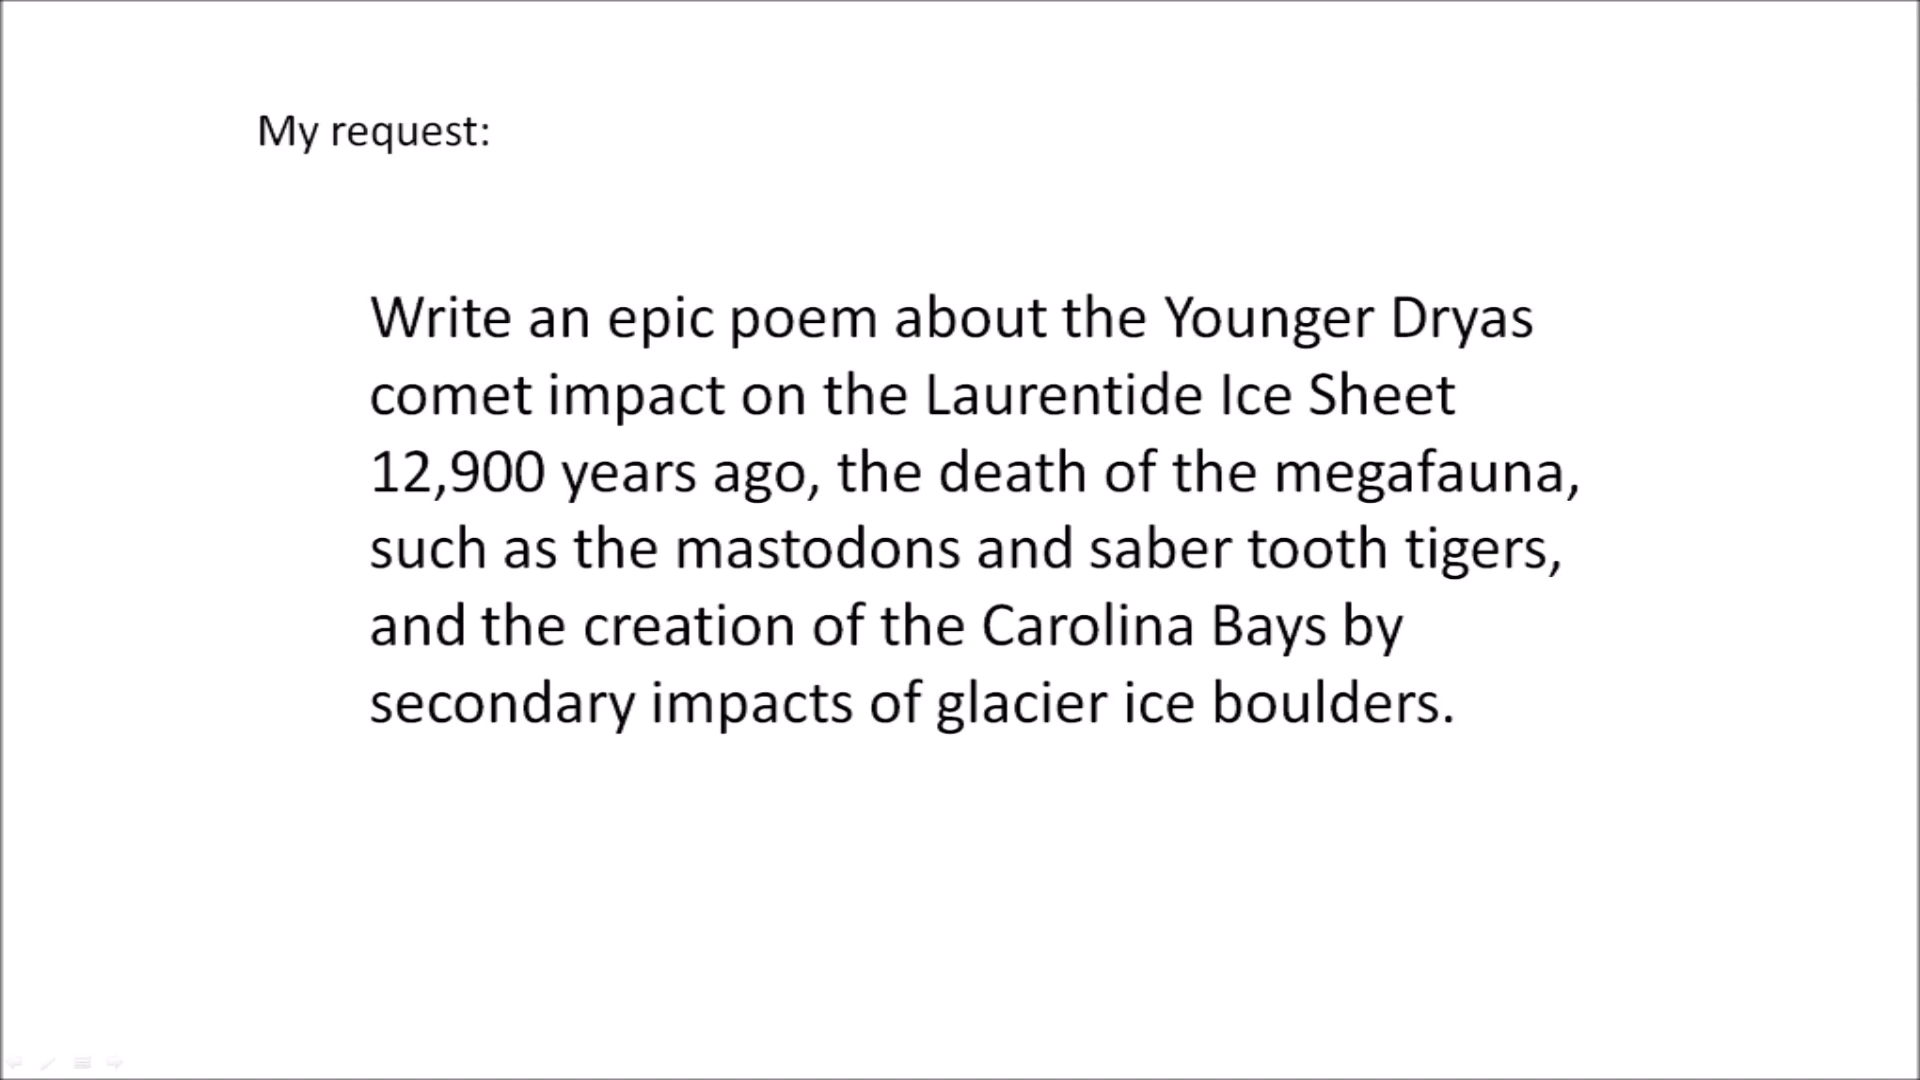 My request:
Write an epic poem about the Younger Dryas
comet impact on the Laurentide Ice Sheet
12,900 years ago, the death of the megafauna,
such as the mastodons and saber tooth tigers,
and the creation of the Carolina Bays by
secondary impacts of glacier ice boulders.